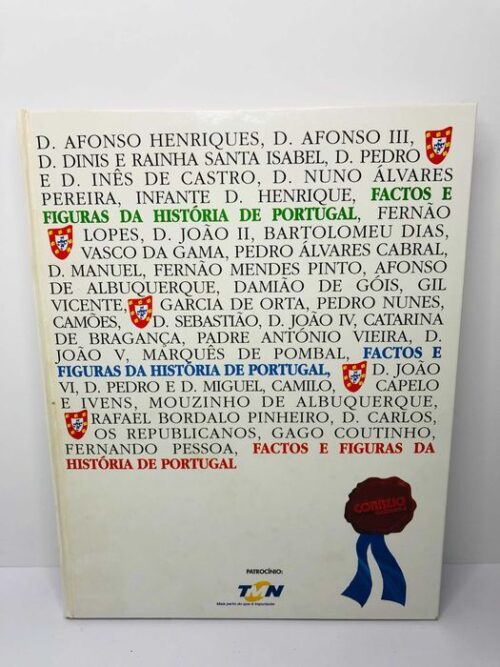 D. AFONSO HENRIQUES, D. AFONSO III,
D. DINIS E RAINHA SANTA ISABEL, D. PEDRO
E D. INÊS DE CASTRO, D. NUNO ÁLVARES
PEREIRA, INFANTE D. HENRIQUE, FACTOS E
FIGURAS DA HISTÓRIA DE PORTUGAL, FERNÃO
LOPES, D. JOÃO II, BARTOLOMEU DIAS,
VASCO DA GAMA, PEDRO ÁLVARES CABRAL,
D. MANUEL, FERNÃO MENDES PINTO, AFONSO
DE ALBUQUERQUE, DAMIÃO DE GÓIS, GIL
VICENTE, GARCIA DE ORTA, PEDRO NUNES,
CAMÕES, D. SEBASTIÃO, D. JOÃO IV, CATARINA
DE BRAGANÇA, PADRE ANTÓNIO VIEIRA, D.
JOÃO V, MARQUÊS DE POMBAL, FACTOS E
FIGURAS DA HISTÓRIA DE PORTUGAL, D. JOÃO
VI, D. PEDRO E D. MIGUEL, CAMILO, CAPELO
E IVENS, MOUZINHO DE ALBUQUERQUE,
RAFAEL BORDALO PINHEIRO, D. CARLOS,
OS REPUBLICANOS, GAGO COUTINHO,
FERNANDO PESSOA, FACTOS E FIGURAS DA
HISTÓRIA DE PORTUGAL
CORREIO
PATROCÍNIO:
TMN
Mais perto do que é importante